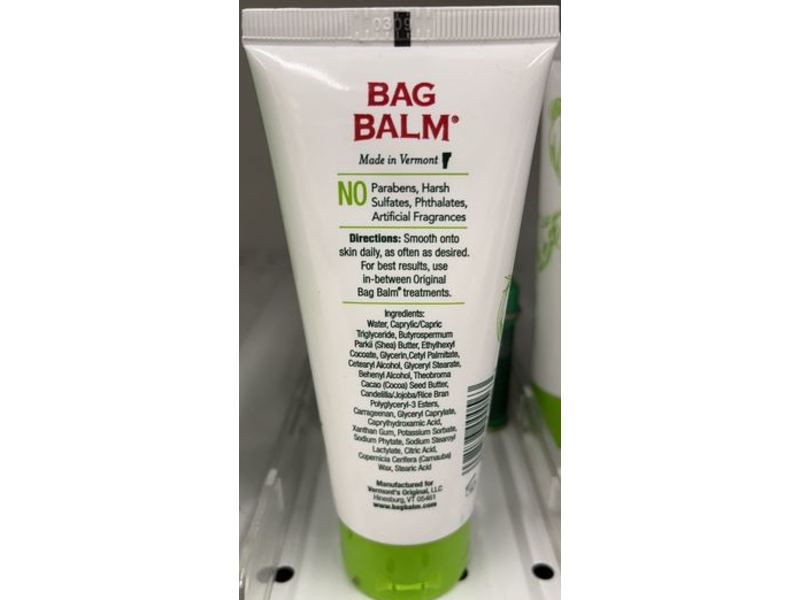 0309
BAG
BALM®
Made in Vermont
NO Parabens, Harsh
Sulfates, Phthalates,
Artificial Fragrances
Directions: Smooth onto
skin daily, as often as desired.
For best results, use
in-between Original
Bag Balm® treatments.
Ingredients:
Water, Caprylic/Capric
Triglyceride, Butyrospermum
Parkii (Shea) Butter, Ethylhexyl
Cocoate, Glycerin,Cetyl Palmitate,
Cetearyl Alcohol, Glyceryl Stearate,
Behenyl Alcohol, Theobroma
Cacao (Cocoa) Seed Butter,
Candelilla/Jojoba/Rice Bran
Polyglyceryl-3 Esters,
Carrageenan, Glyceryl Caprylate,
Caprylhydroxamic Acid,
Xanthan Gum, Potassium Sorbate,
Sodium Phytate, Sodium Stearoyl
Lactylate, Citric Acid,
Copernicia Cerifera (Carnauba)
Wax, Stearic Acid
Manufactured for
Vermont's Original, LLC
Hinesburg, VT 05461
www.bagbalm.com